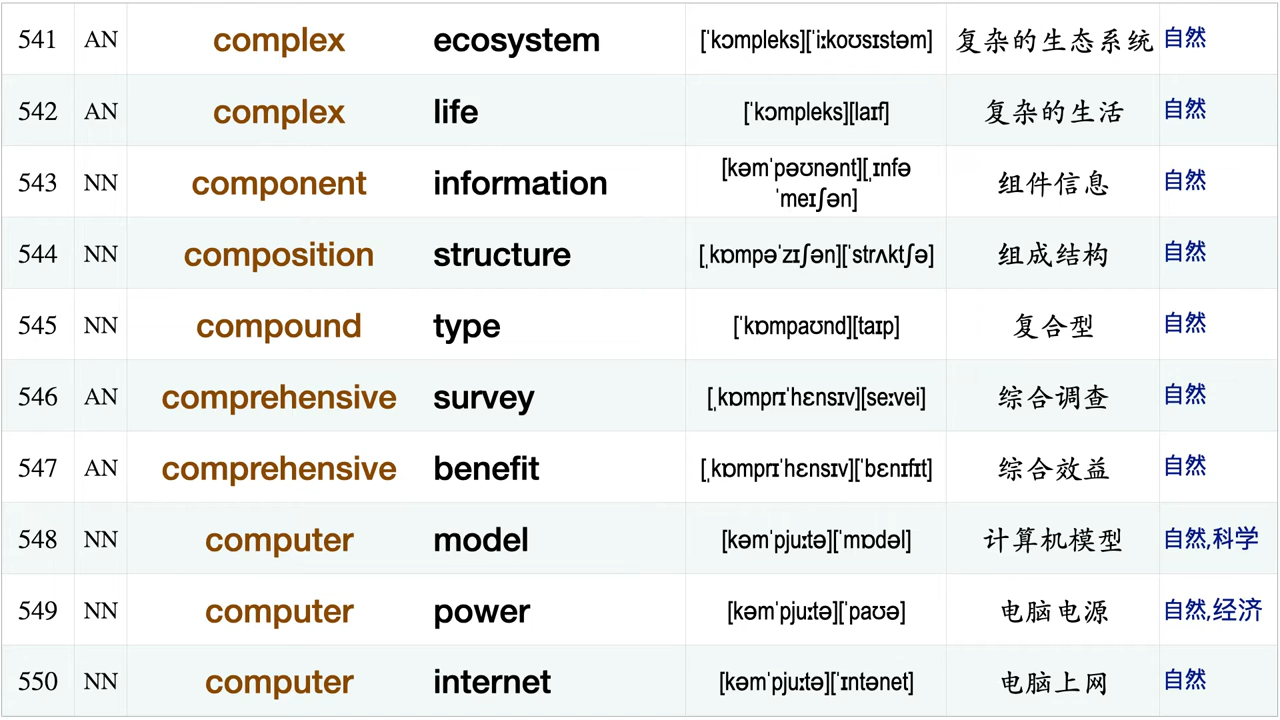 541 AN complex ecosystem [ˈkɔmpleks][ˈiːkoʊsɪstəm] 复杂的生态系统 自然
542 AN complex life [ˈkɔmpleks][laɪf] 复杂的生活 自然
543 NN component information [kəmˈpəʊnənt][ˌɪnfə
ˈmeɪʃən] 组件信息 自然
544 NN composition structure [ˌkɒmpəˈzɪʃən][ˈstrʌktʃə] 组成结构 自然
545 NN compound type [ˈkɒmpaʊnd][taɪp] 复合型 自然
546 AN comprehensive survey [ˌkɒmprɪˈhɛnsɪv][seːvei] 综合调查 自然
547 AN comprehensive benefit [ˌkɒmprɪˈhɛnsɪv][ˈbɛnɪfɪt] 综合效益 自然
548 NN computer model [kəmˈpjuːtə][ˈmɒdəl] 计算机模型 自然,科学
549 NN computer power [kəmˈpjuːtə][ˈpaʊə] 电脑电源 自然,经济
550 NN computer internet [kəmˈpjuːtə][ˈɪntənet] 电脑上网 自然